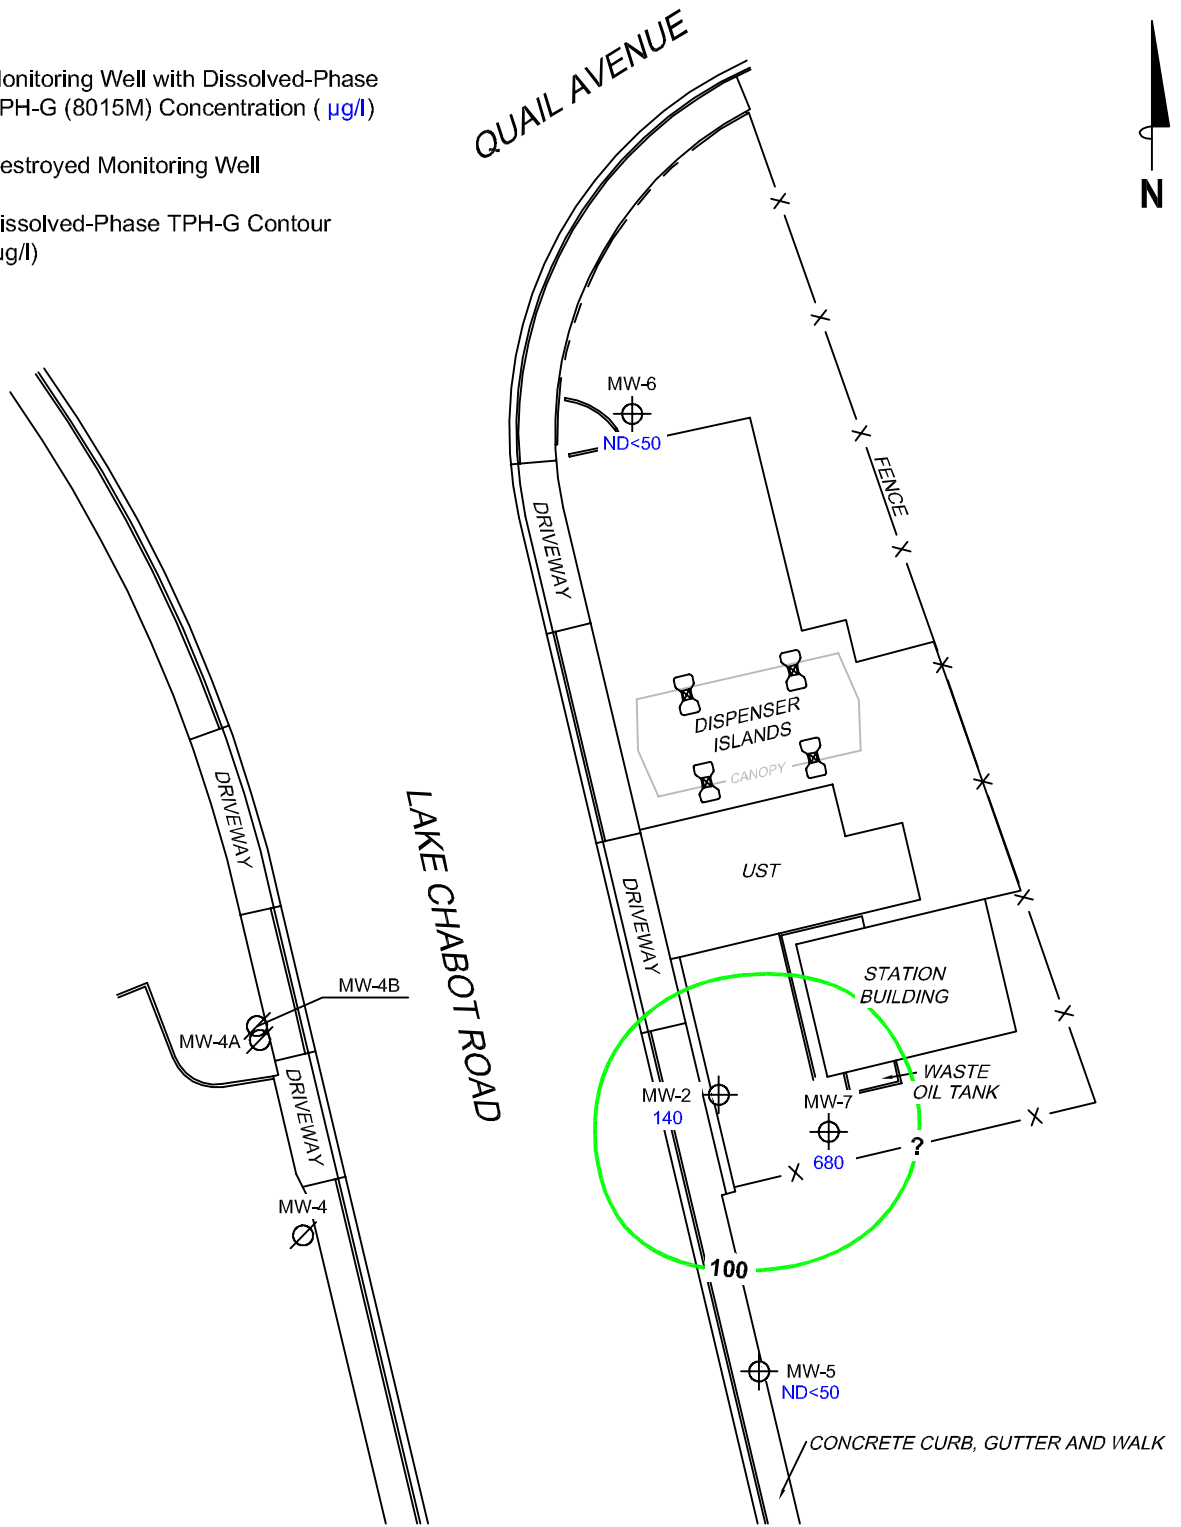 onitoring Well with Dissolved-Phase
PH-G (8015M) Concentration ( µg/l)
estroyed Monitoring Well
issolved-Phase TPH-G Contour
µg/l)
QUAIL AVENUE
N
MW-6
ND<50
FENCE
DRIVEWAY
DISPENSER
ISLANDS
CANOPY
DRIVEWAY
LAKE CHABOT ROAD
UST
DRIVEWAY
STATION
BUILDING
MW-4B
MW-4A
DRIVEWAY
WASTE
OIL TANK
MW-2
140
MW-7
680
?
MW-4
100
MW-5
ND<50
CONCRETE CURB, GUTTER AND WALK